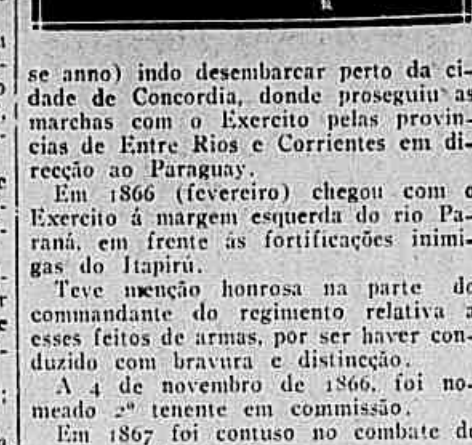 se anno) indo desembarcar perto da ci-
dade de Concordia, donde proseguiu as
marchas com o Exercito pelas provin-
cias de Entre Rios e Corrientes em di-
recção ao Paraguay.
Em 1866 (fevereiro) chegou com o
Exercito á margem esquerda do rio Pa-
raná, em frente ás fortificações inimi-
gas do Itapirú.
Teve menção honrosa na parte do
commandante do regimento relativa a
esses feitos de armas, por ser haver con-
duzido com bravura e distincção.
A 4 de novembro de 1866, foi no-
meado 2º tenente em commissão.
Em 1867 foi contuso no combate d